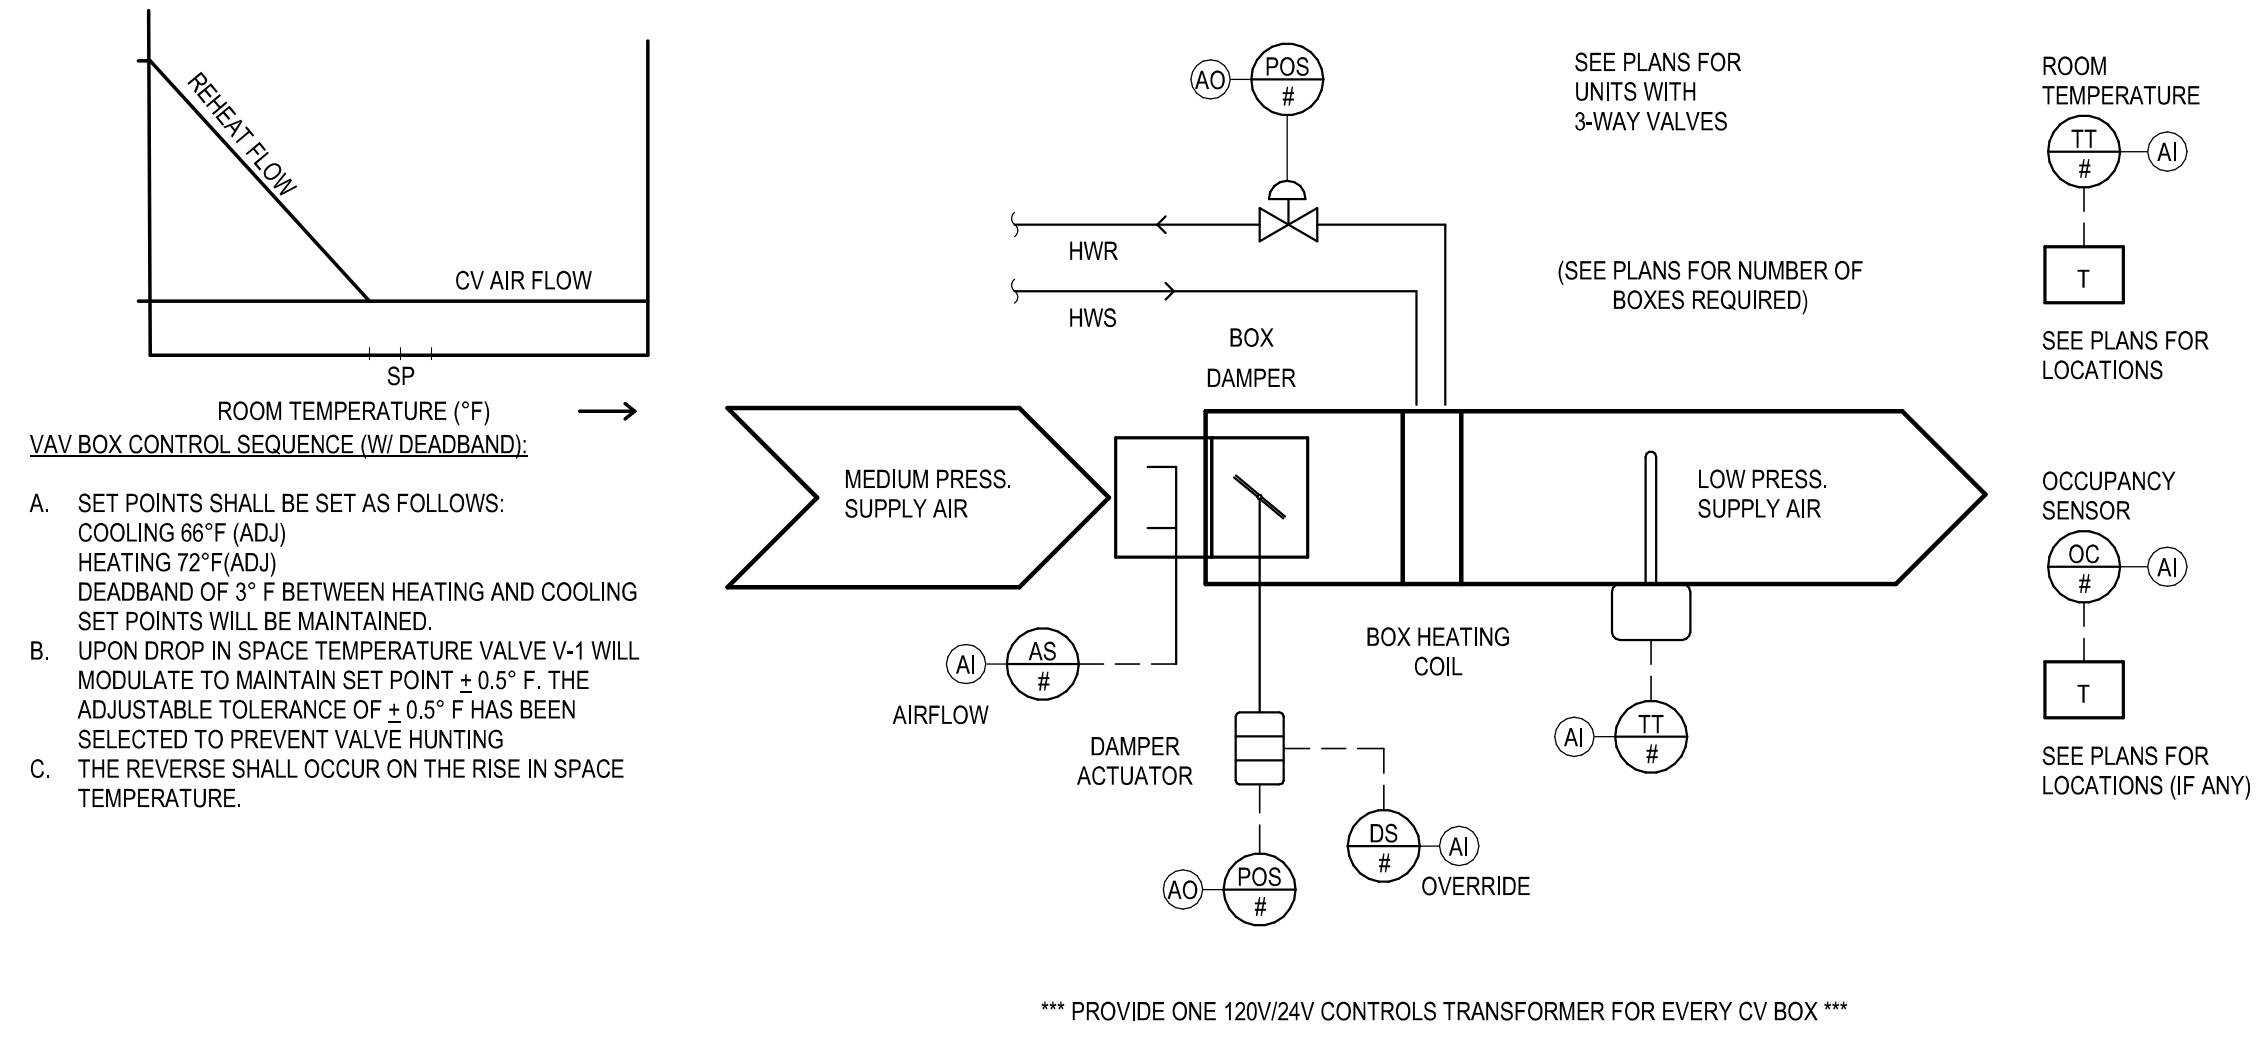 REHEAT FLOW
CV AIR FLOW
SP
ROOM TEMPERATURE (°F)
VAV BOX CONTROL SEQUENCE (W/ DEADBAND):
A. SET POINTS SHALL BE SET AS FOLLOWS:
COOLING 66°F (ADJ)
HEATING 72°F(ADJ)
DEADBAND OF 3° F BETWEEN HEATING AND COOLING
SET POINTS WILL BE MAINTAINED.
B. UPON DROP IN SPACE TEMPERATURE VALVE V-1 WILL
MODULATE TO MAINTAIN SET POINT ± 0.5° F. THE
ADJUSTABLE TOLERANCE OF ± 0.5° F HAS BEEN
SELECTED TO PREVENT VALVE HUNTING
C. THE REVERSE SHALL OCCUR ON THE RISE IN SPACE
TEMPERATURE.
AO
POS
#
HWR
HWS
BOX
DAMPER
SEE PLANS FOR
UNITS WITH
3-WAY VALVES
(SEE PLANS FOR NUMBER OF
BOXES REQUIRED)
MEDIUM PRESS.
SUPPLY AIR
LOW PRESS.
SUPPLY AIR
AI
AS
#
AIRFLOW
BOX HEATING
COIL
DAMPER
ACTUATOR
AI
TT
#
DS
#
AI
OVERRIDE
AO
POS
#
ROOM
TEMPERATURE
TT
#
AI
T
SEE PLANS FOR
LOCATIONS
OCCUPANCY
SENSOR
OC
#
AI
T
SEE PLANS FOR
LOCATIONS (IF ANY)
*** PROVIDE ONE 120V/24V CONTROLS TRANSFORMER FOR EVERY CV BOX ***